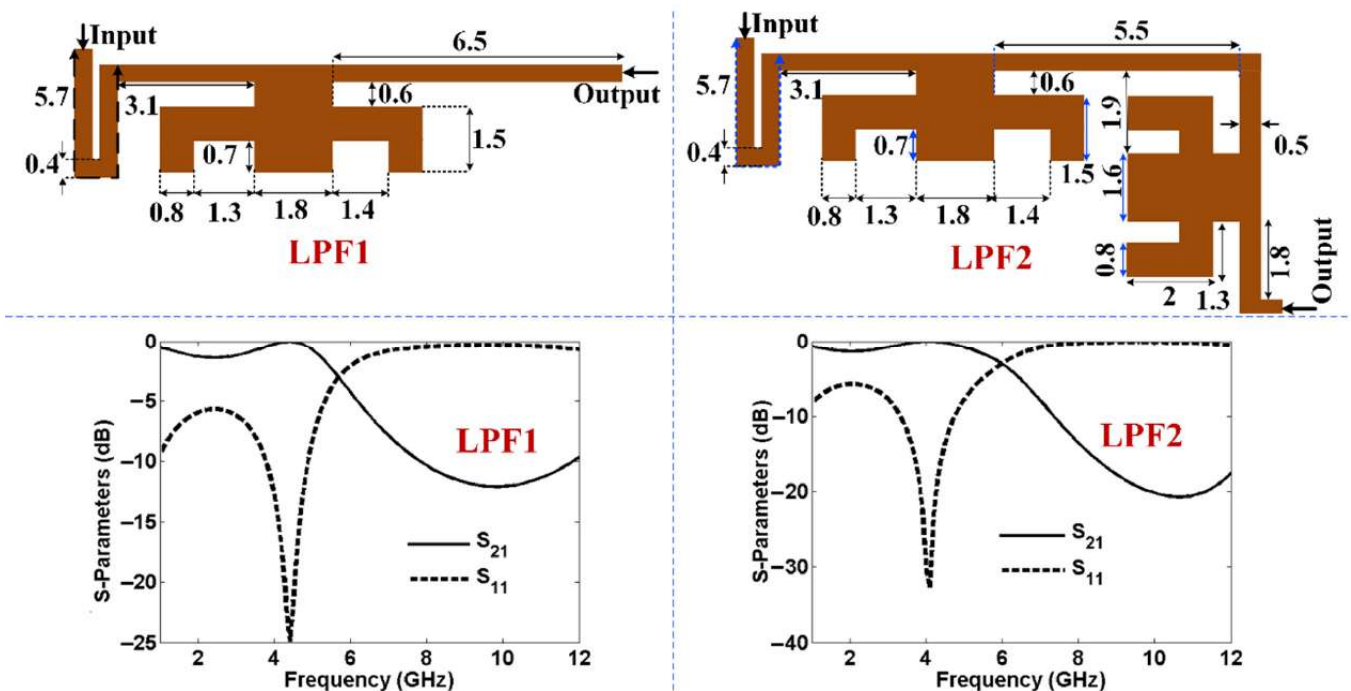 Input
6.5
5.7
3.1
0.6
Output
0.4
0.7
1.5
0.8 1.3 1.8 1.4
LPF1
Input
5.5
5.7
3.1
0.6
1.9
0.4
0.7
1.5
0.5
1.6
0.8 1.3 1.8 1.4
LPF2
0.8
2
1.3
1.8
Output
0
–5
–10
–15
–20
–25
S-Parameters (dB)
LPF1
S21
S11
2 4 6 8 10 12
Frequency (GHz)
0
–10
–20
–30
–40
S-Parameters (dB)
LPF2
S21
S11
2 4 6 8 10 12
Frequency (GHz)